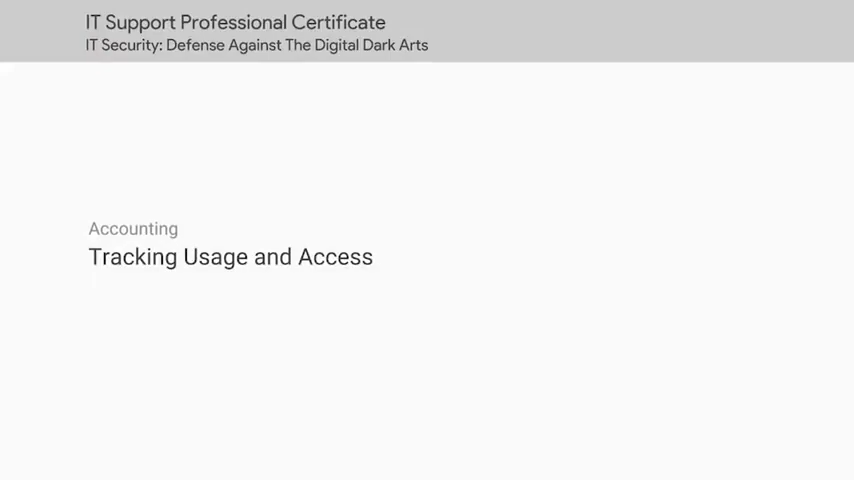 IT Support Professional Certificate
IT Security: Defense Against The Digital Dark Arts
Accounting
Tracking Usage and Access